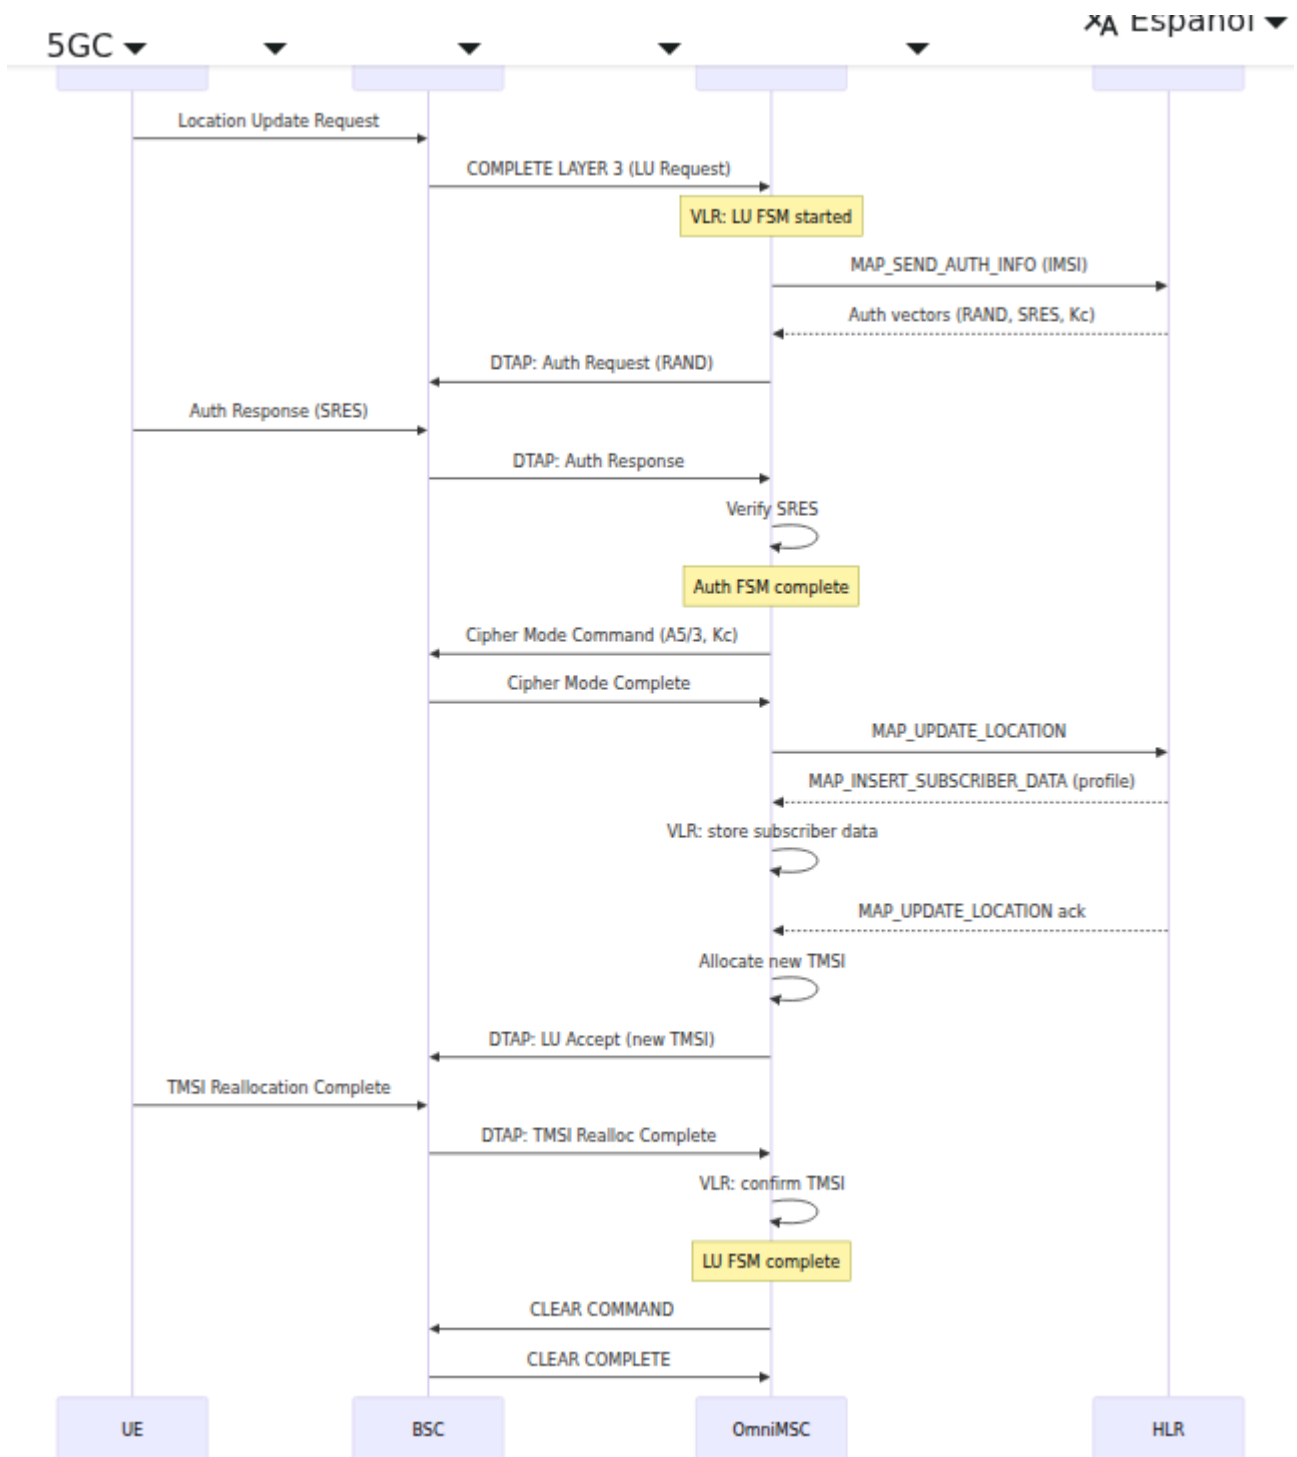 5GC
Español
Location Update Request
COMPLETE LAYER 3 (LU Request)
VLR: LU FSM started
MAP_SEND_AUTH_INFO (IMSI)
Auth vectors (RAND, SRES, Kc)
DTAP: Auth Request (RAND)
Auth Response (SRES)
DTAP: Auth Response
Verify SRES
Auth FSM complete
Cipher Mode Command (A5/3, Kc)
Cipher Mode Complete
MAP_UPDATE_LOCATION
MAP_INSERT_SUBSCRIBER_DATA (profile)
VLR: store subscriber data
MAP_UPDATE_LOCATION ack
Allocate new TMSI
DTAP: LU Accept (new TMSI)
TMSI Reallocation Complete
DTAP: TMSI Realloc Complete
VLR: confirm TMSI
LU FSM complete
CLEAR COMMAND
CLEAR COMPLETE
UE
BSC
OmniMSC
HLR